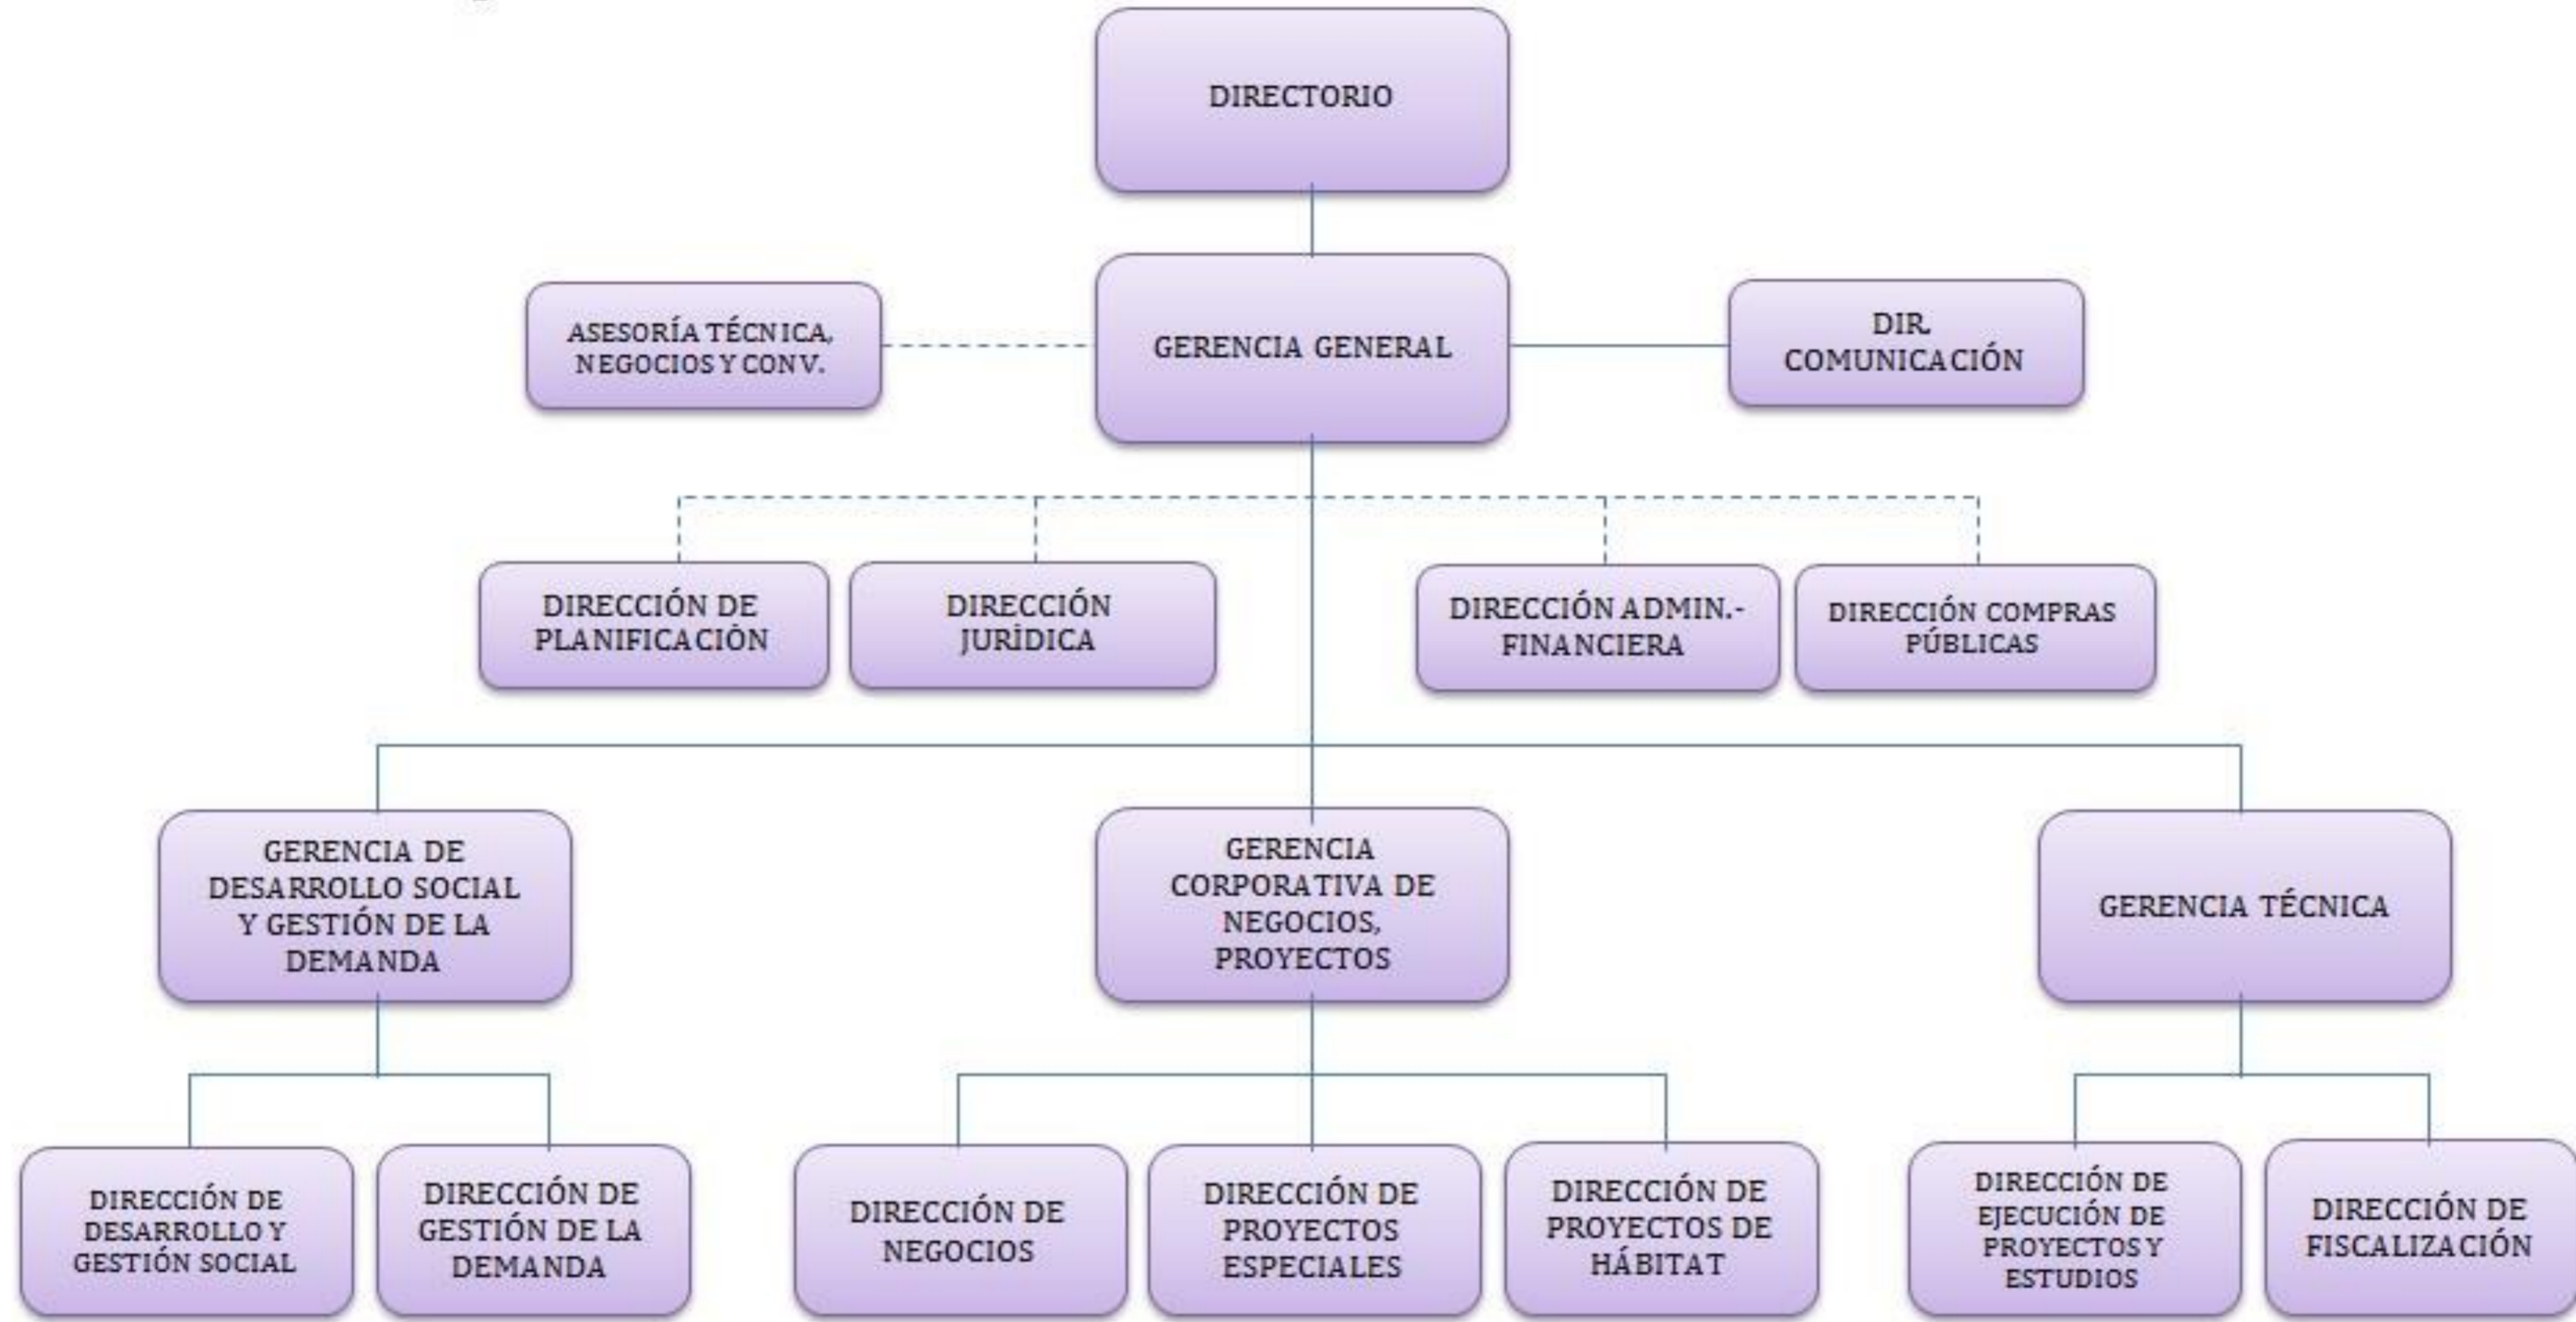 DIRECTORIO
ASESORÍA TÉCNICA,
NEGOCIOS Y CONV.
GERENCIA GENERAL
DIR.
COMUNICACIÓN
DIRECCIÓN DE
PLANIFICACIÓN
DIRECCIÓN
JURÍDICA
DIRECCIÓN ADMIN.-
FINANCIERA
DIRECCIÓN COMPRAS
PÚBLICAS
GERENCIA DE
DESARROLLO SOCIAL
Y GESTIÓN DE LA
DEMANDA
GERENCIA
CORPORATIVA DE
NEGOCIOS,
PROYECTOS
GERENCIA TÉCNICA
DIRECCIÓN DE
DESARROLLO Y
GESTIÓN SOCIAL
DIRECCIÓN DE
GESTIÓN DE LA
DEMANDA
DIRECCIÓN DE
NEGOCIOS
DIRECCIÓN DE
PROYECTOS
ESPECIALES
DIRECCIÓN DE
PROYECTOS DE
HÁBITAT
DIRECCIÓN DE
EJECUCIÓN DE
PROYECTOS Y
ESTUDIOS
DIRECCIÓN DE
FISCALIZACIÓN